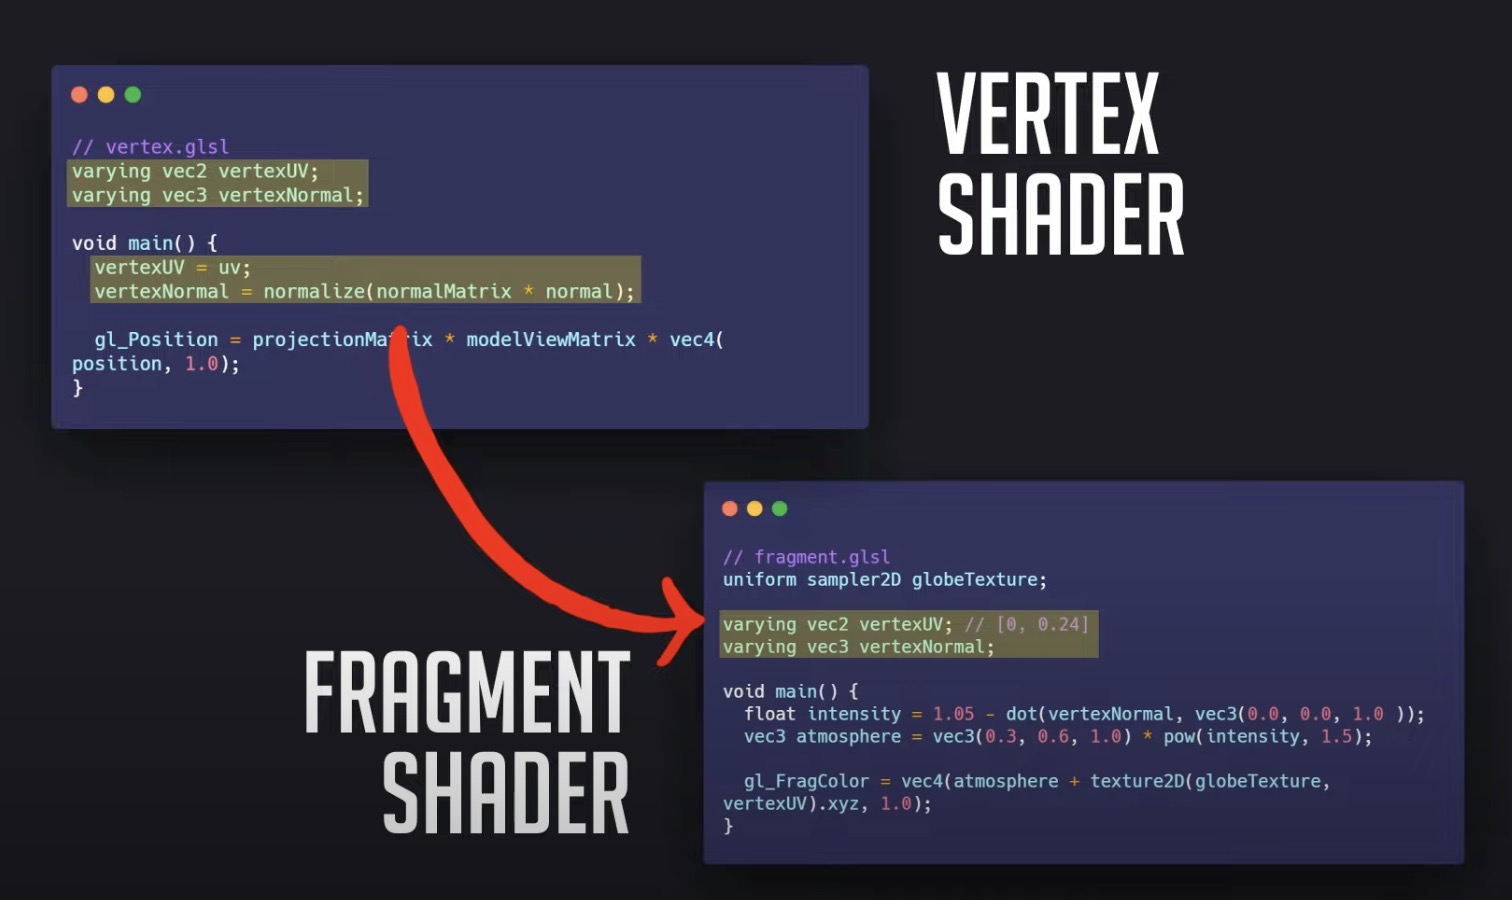 VERTEX
SHADER
// vertex.glsl
varying vec2 vertexUV;
varying vec3 vertexNormal;
void main() {
vertexUV = uv;
vertexNormal = normalize(normalMatrix * normal);
gl_Position = projectionMatrix * modelViewMatrix * vec4(
position, 1.0);
}
FRAGMENT
SHADER
// fragment.glsl
uniform sampler2D globeTexture;
varying vec2 vertexUV; // [0, 0.24]
varying vec3 vertexNormal;
void main() {
float intensity = 1.05 - dot(vertexNormal, vec3(0.0, 0.0, 1.0 ));
vec3 atmosphere = vec3(0.3, 0.6, 1.0) * pow(intensity, 1.5);
gl_FragColor = vec4(atmosphere + texture2D(globeTexture,
vertexUV).xyz, 1.0);
}